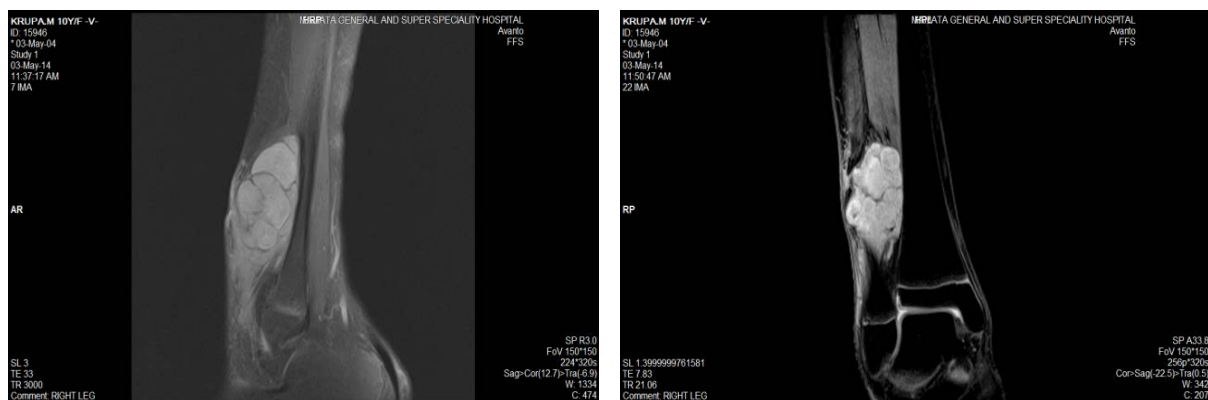 KRUPA.M 10Y/F -V-
ID: 15946
* 03-May-04
Study 1
03-May-14
11:37:17 AM
7 IMA
GENERAL AND SUPER SPECIALITY HOSPITAL
Avanto
FFS
AR
SL 3
TE 33
TR 3000
Comment: RIGHT LEG
SP R3.0
FoV 150*150
224*320s
Sag>Cor(12.7)>Tra(-6.9)
W: 1334
C: 474
KRUPA.M 10Y/F -V-
ID: 15946
* 03-May-04
Study 1
03-May-14
11:50:47 AM
22 IMA
GENERAL AND SUPER SPECIALITY HOSPITAL
Avanto
FFS
RP
SL 1.3999999761581
TE 7.83
TR 21.06
Comment: RIGHT LEG
SP A33.8
FoV 150*150
256p*320s
Cor>Sag(-22.5)>Tra(0.5)
W: 342
C: 207